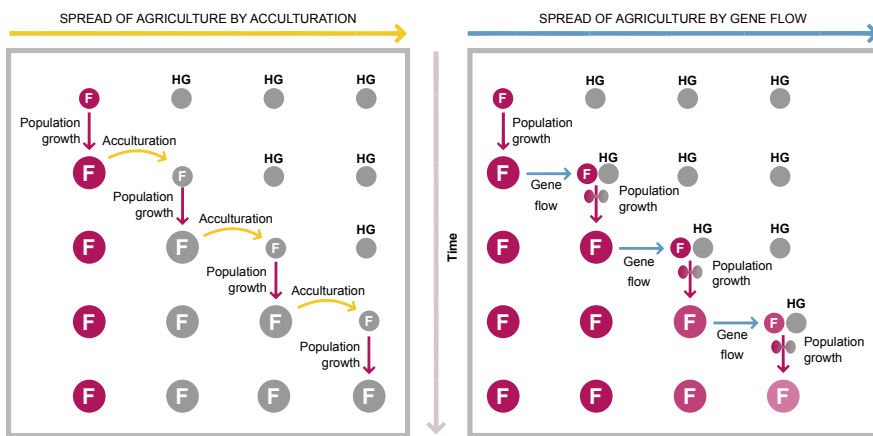 SPREAD OF AGRICULTURE BY ACCULTURATION
HG HG HG
F
Population
growth
Acculturation
HG HG
F F
Population
growth
Acculturation
HG
F F F
Population
growth
Acculturation
F F F F
Population
growth
F F F F
Time
SPREAD OF AGRICULTURE BY GENE FLOW
HG HG HG
F
Population
growth
HG HG HG
F F
Gene
flow
Population
growth
HG HG
F F F
Gene
flow
Population
growth
HG
F F F F
Gene
flow
Population
growth
F F F F